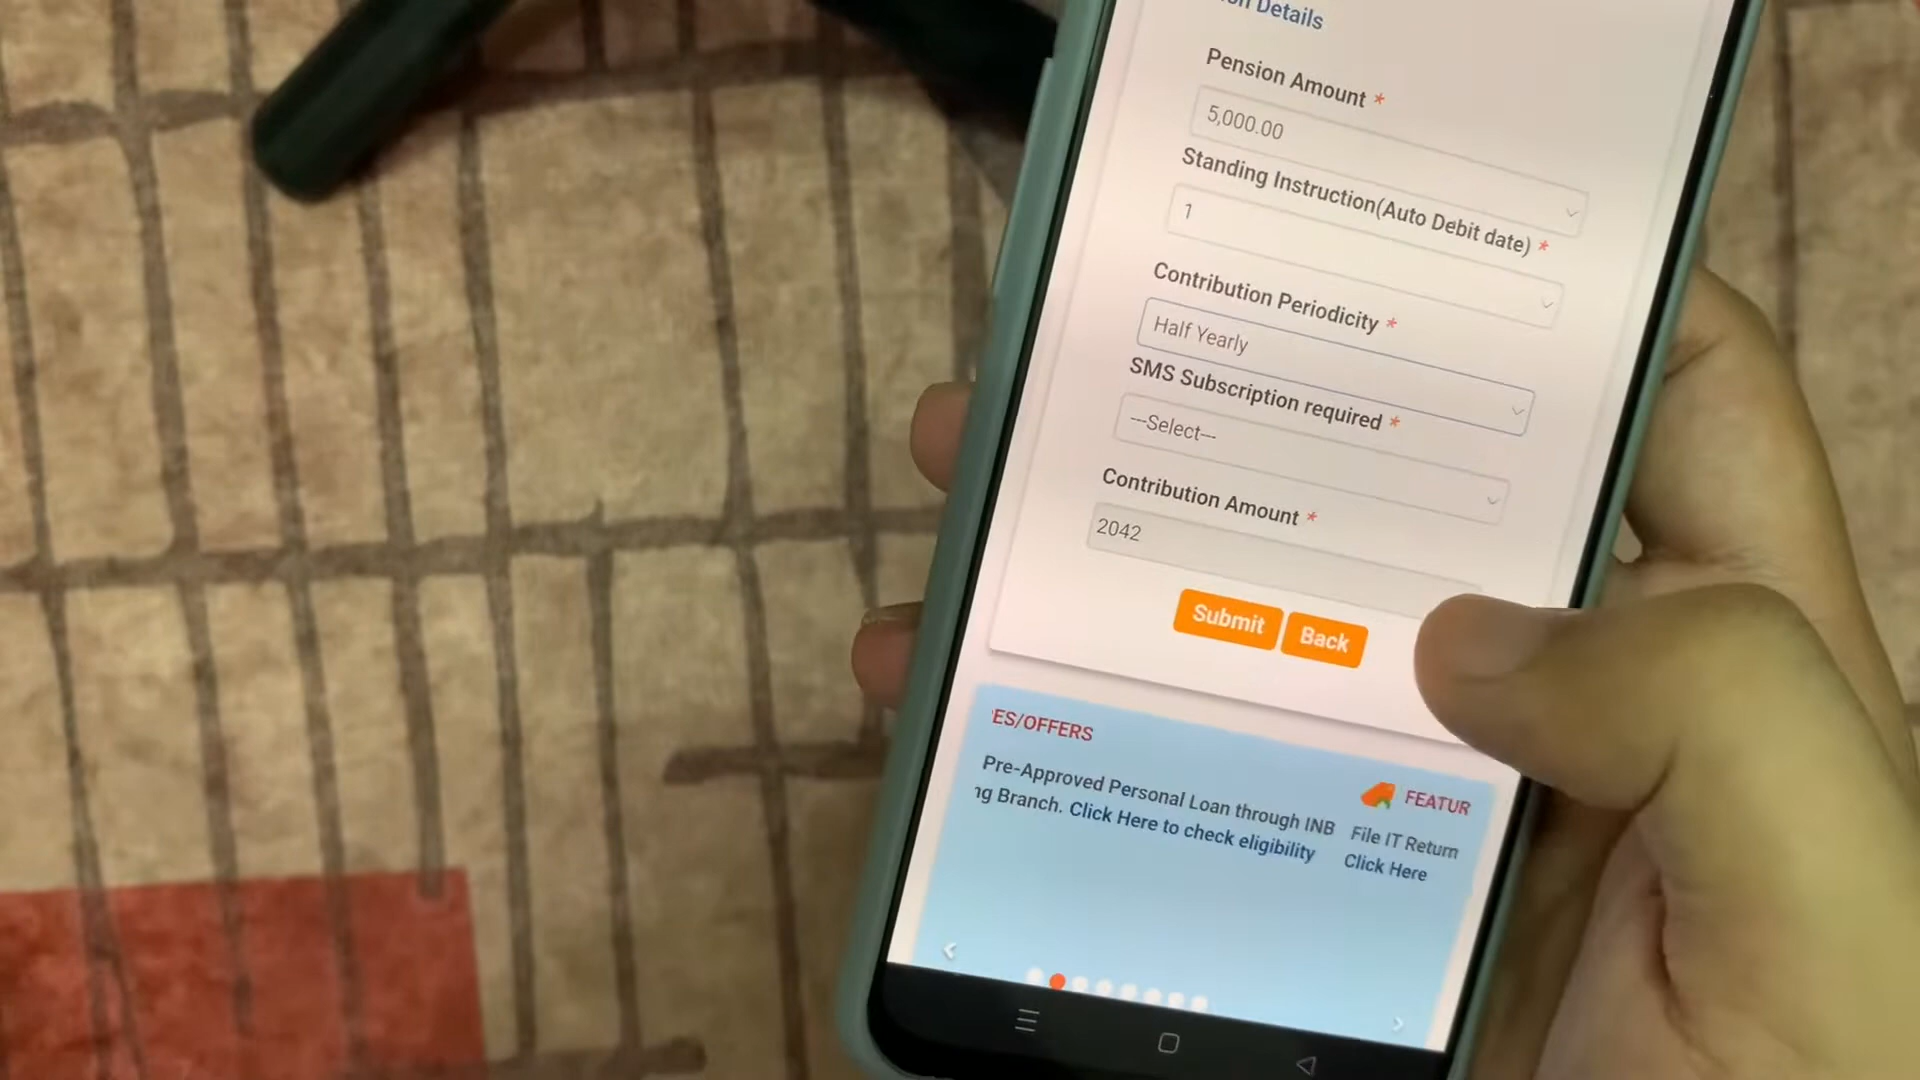 Details
Pension Amount *
5,000.00
Standing Instruction(Auto Debit date) *
1
Contribution Periodicity *
Half Yearly
SMS Subscription required *
---Select---
Contribution Amount *
2042
Submit Back
ES/OFFERS
Pre-Approved Personal Loan through INB
ng Branch. Click Here to check eligibility
FEATUR
File IT Return
Click Here